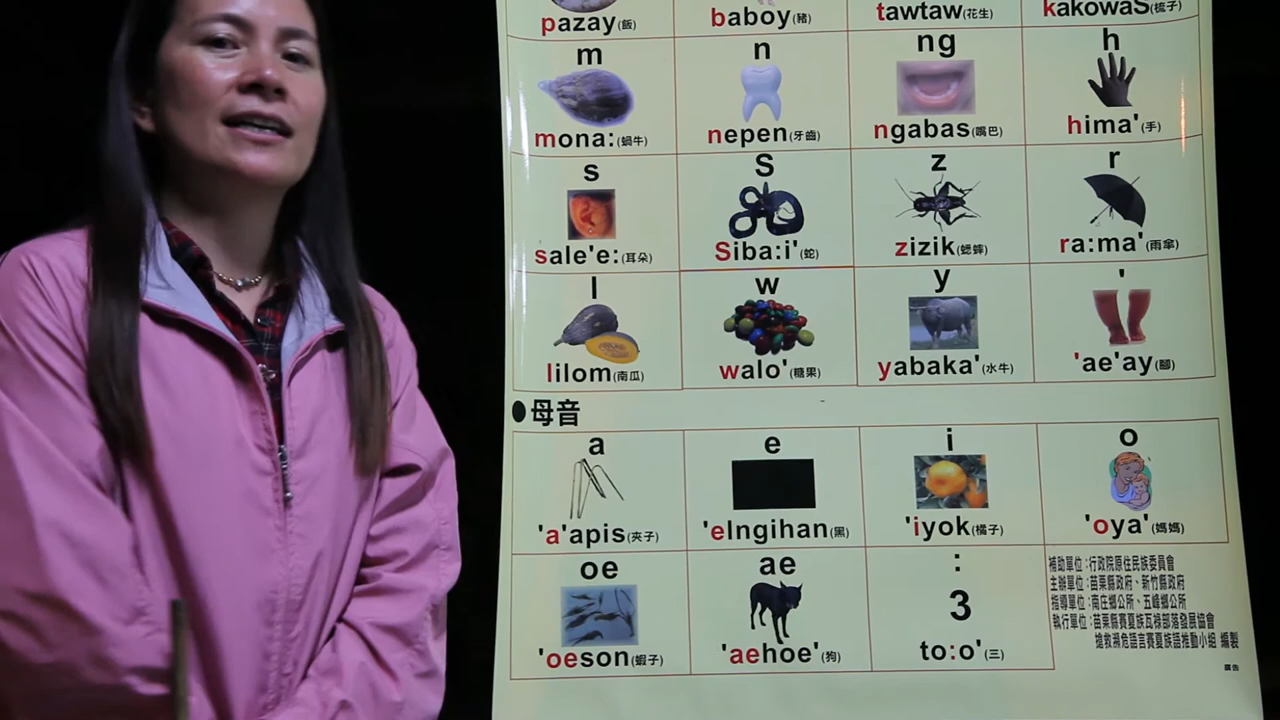 pazay(飯) baboy(豬) tawtaw(花生) kakowaS(梳子)
m n ng h
mona:(蝸牛) nepen(牙齒) ngabas(嘴巴) hima'(手)
s S z r
sale'e:(耳朵) Siba:i'(蛇) zizik(蟋蟀) ra:ma'(雨傘)
l w y '
lilom(南瓜) walo'(糖果) yabaka'(水牛) 'ae'ay(腳)
●母音
a e i o
'a'apis(夾子) 'elngihan(黑) 'iyok(橘子) 'oya'(媽媽)
oe ae :
3
'oeson(蝦子) 'aehoe'(狗) to:o'(三)
補助單位:行政院原住民族委員會
主辦單位:苗栗縣政府、新竹縣政府
指導單位:南庄鄉公所、五峰鄉公所
執行單位:苗栗縣賽夏族瓦祿部落發展協會
搶救瀕危語言賽夏族語推動小組 編製
廣告